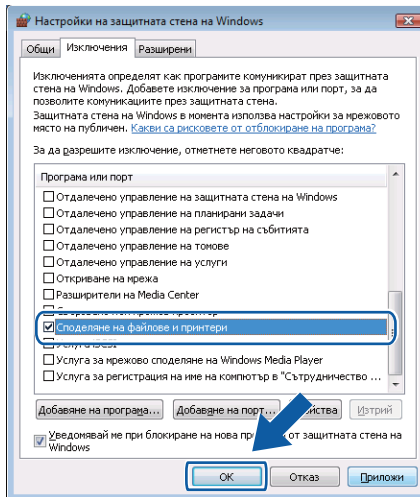 Настройки на защитната стена на Windows
Общи
Изключения
Разширени
Изключенията определят как програмите комуникират през защитната
стена на Windows. Добавете изключение за програма или порт, за да
позволите комуникациите през защитната стена.
Защитната стена на Windows в момента използва настройки за мрежовото
място на публичен. Какви са рисковете от отблокиране на програма?
За да разрешите изключение, отметнете неговото квадратче:
Програма или порт
Отдалечено управление на защитната стена на Windows
Отдалечено управление на планирани задачи
Отдалечено управление на регистър на събитията
Отдалечено управление на томове
Отдалечено управление на услуги
Откриване на мрежа
Разширители на Media Center
Споделяне на файлове и принтери
Услуга iSCSI
Услуга за мрежово споделяне на Windows Media Player
Услуга за регистрация на име на компютър в "Сътрудничество ...
Добавяне на програма...
Добавяне на порт...
Изтрий
Уведомявай ме при блокиране на нова от защитната стена на
Windows
OK
Отказ
Приложи